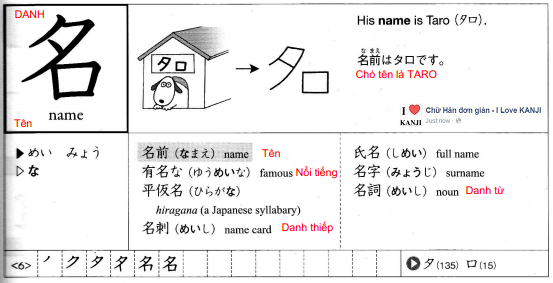 DANH
名
Tên
name
タロ
タロ
His name is Taro (タロ).
なまえ
名前はタロです。
Chó tên là TARO
I ❤ KANJI
Chữ Hán đơn giản - I Love KANJI
Just now
▶ めい みょう
▷ な
名前 (なまえ) name Tên
有名な (ゆうめいな) famous Nổi tiếng
平仮名 (ひらがな)
hiragana (a Japanese syllabary)
名刺 (めいし) name card Danh thiếp
氏名 (しめい) full name
名字 (みょうじ) surname
名詞 (めいし) noun Danh từ
<6> ノ ク タ 名 名
▶ タ(135) ロ(15)